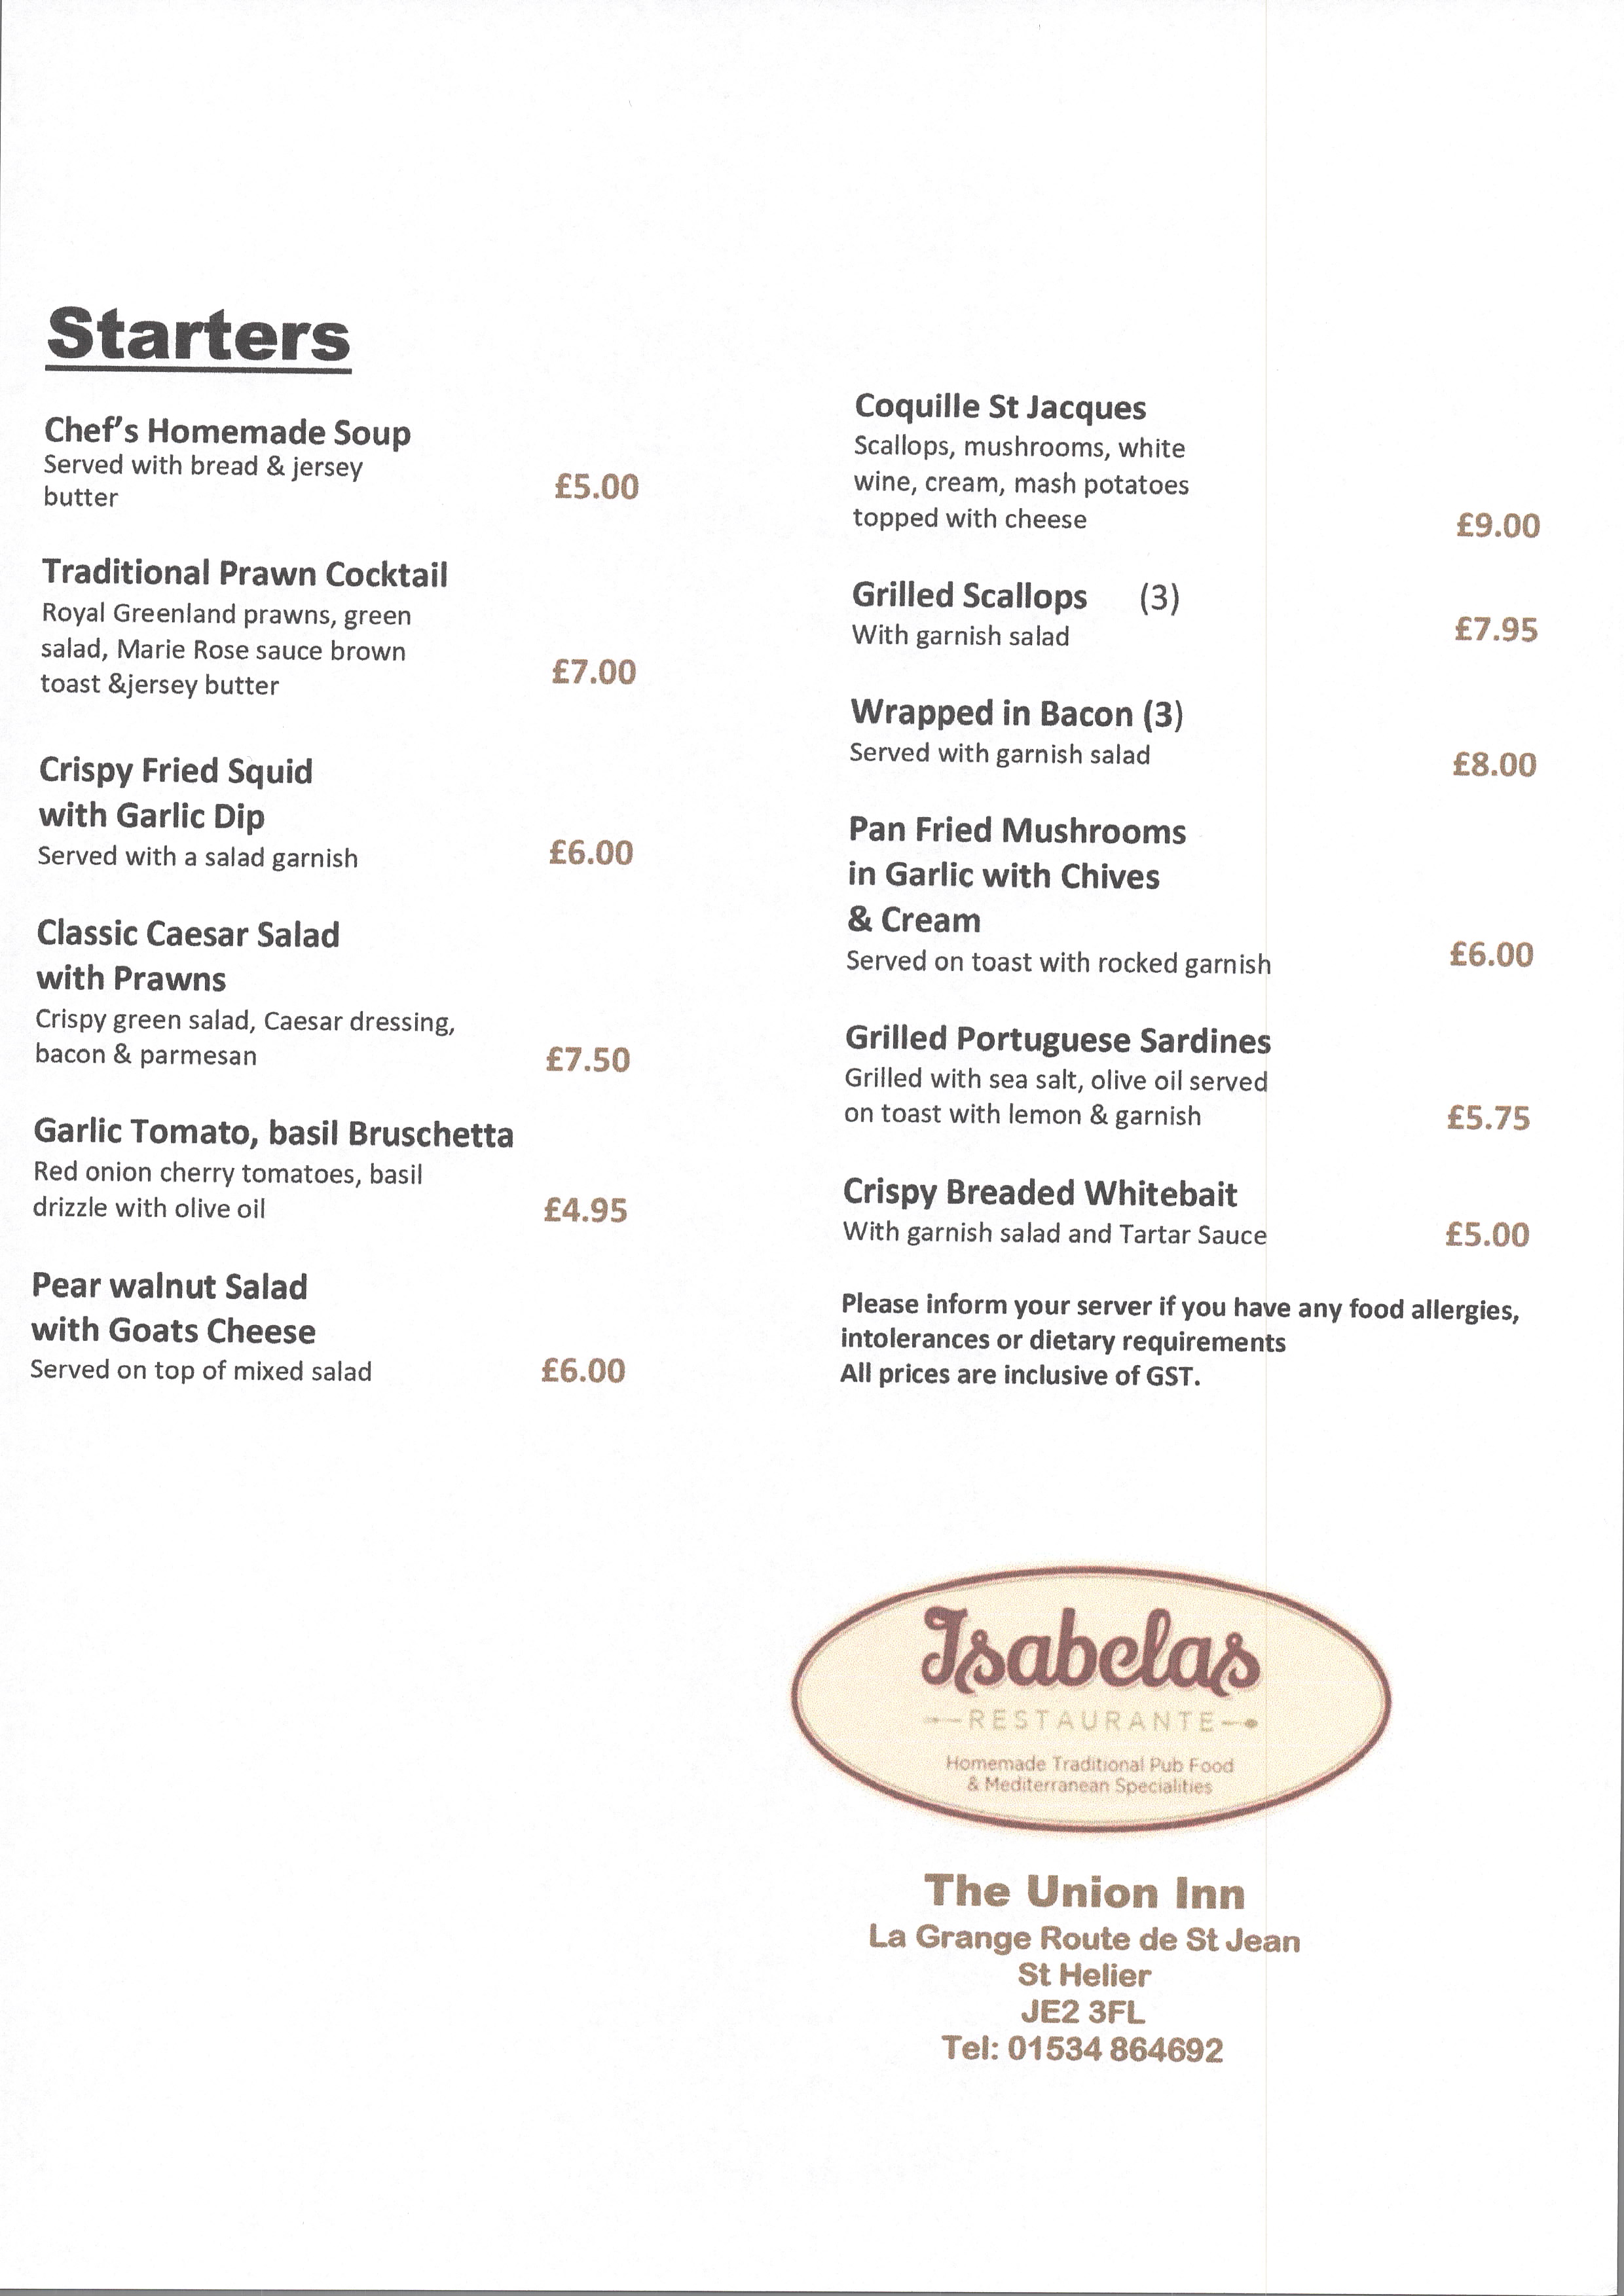 Starters
Chef's Homemade Soup
Served with bread & jersey
butter
£5.00
Traditional Prawn Cocktail
Royal Greenland prawns, green
salad, Marie Rose sauce brown
toast &jersey butter
£7.00
Crispy Fried Squid
with Garlic Dip
Served with a salad garnish
£6.00
Classic Caesar Salad
with Prawns
Crispy green salad, Caesar dressing,
bacon & parmesan
£7.50
Garlic Tomato, basil Bruschetta
Red onion cherry tomatoes, basil
drizzle with olive oil
£4.95
Pear walnut Salad
with Goats Cheese
Served on top of mixed salad
£6.00
Coquille St Jacques
Scallops, mushrooms, white
wine, cream, mash potatoes
topped with cheese
£9.00
Grilled Scallops (3)
With garnish salad
£7.95
Wrapped in Bacon (3)
Served with garnish salad
£8.00
Pan Fried Mushrooms
in Garlic with Chives
& Cream
Served on toast with rocked garnish
£6.00
Grilled Portuguese Sardines
Grilled with sea salt, olive oil served
on toast with lemon & garnish
£5.75
Crispy Breaded Whitebait
With garnish salad and Tartar Sauce
£5.00
Please inform your server if you have any food allergies,
intolerances or dietary requirements
All prices are inclusive of GST.
Isabelas
RESTAURANTE
Homemade Traditional Pub Food
& Mediterranean Specialities
The Union Inn
La Grange Route de St Jean
St Helier
JE2 3FL
Tel: 01534 864692